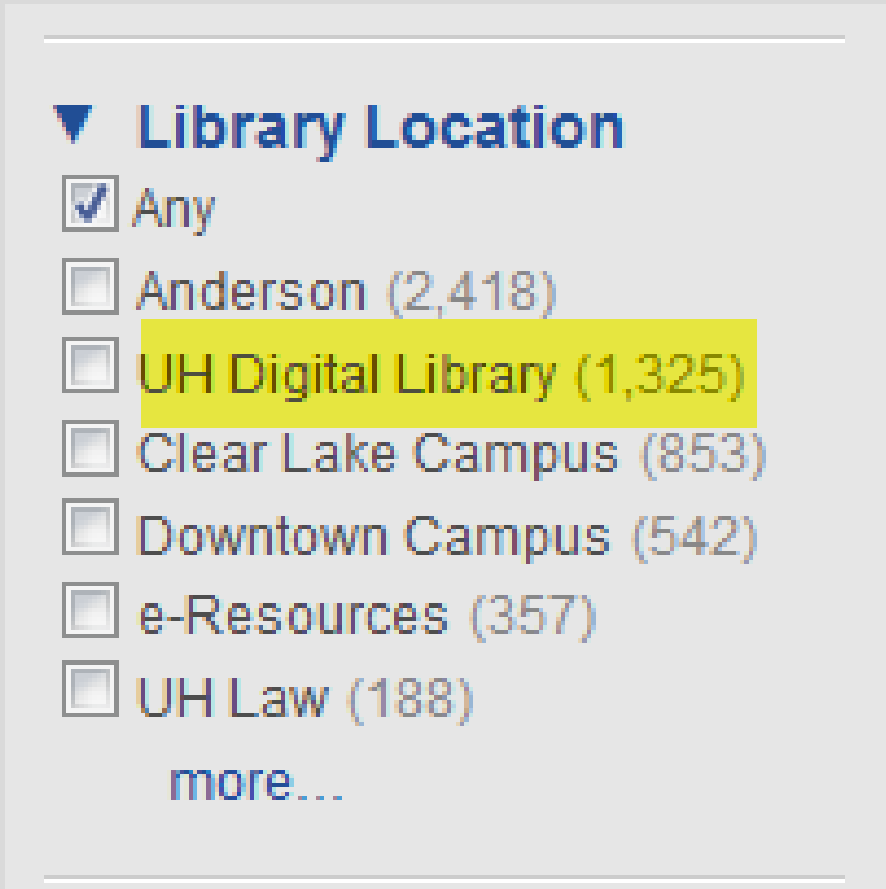 Library Location
Any
Anderson (2,418)
UH Digital Library (1,325)
Clear Lake Campus (853)
Downtown Campus (542)
e-Resources (357)
UH Law (188)
more...